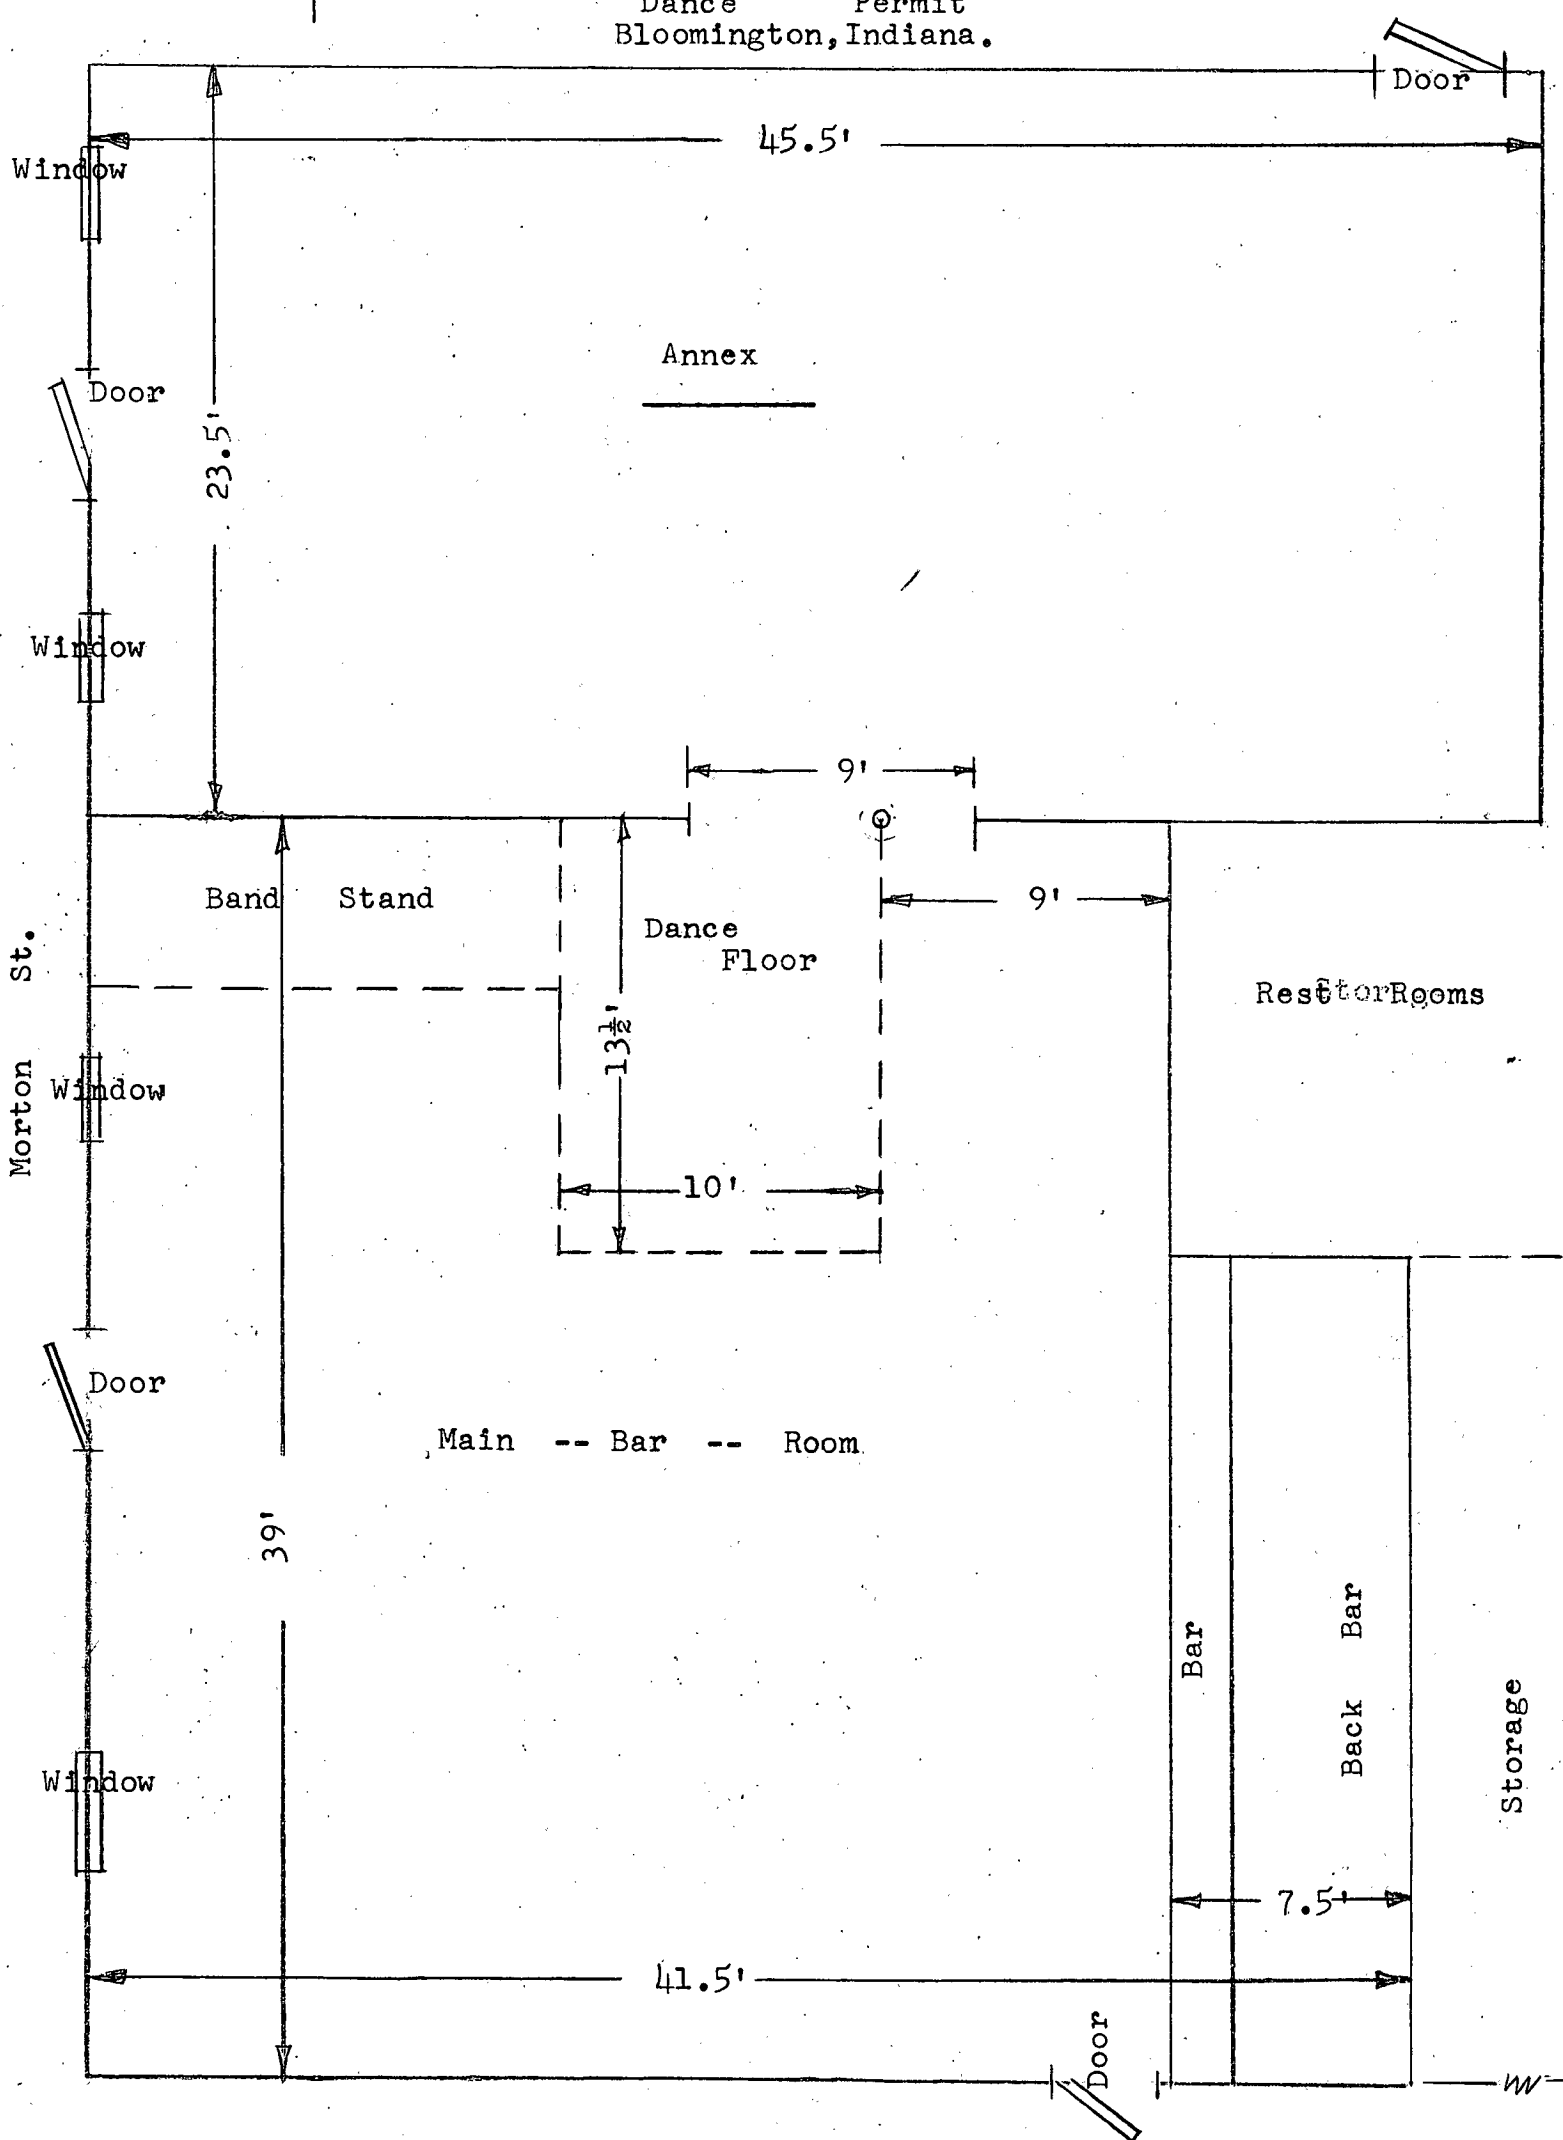 Dance Permit
Bloomington, Indiana.
Door
45.5'
Window
Annex
Door
23.5'
Window
9'
Band Stand
9'
Dance
Floor
Morton St.
Rest Rooms
13½'
Window
10'
Door
Main -- Bar -- Room
39'
Bar
Back Bar
Storage
Window
7.5'
41.5'
Door